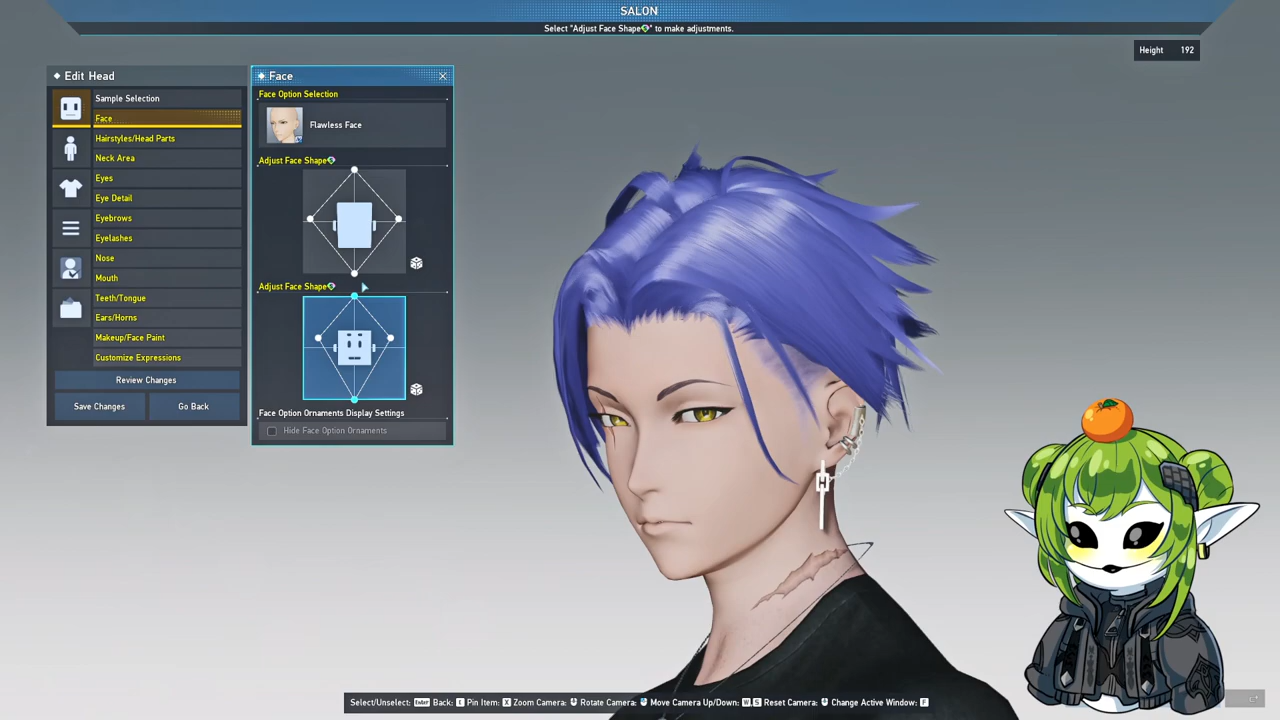 SALON
Select "Adjust Face Shape" to make adjustments.
Height 192
Edit Head
Sample Selection
Face
Hairstyles/Head Parts
Neck Area
Eyes
Eye Detail
Eyebrows
Eyelashes
Nose
Mouth
Teeth/Tongue
Ears/Horns
Makeup/Face Paint
Customize Expressions
Review Changes
Save Changes
Go Back
Face
Face Option Selection
Flawless Face
Adjust Face Shape
Adjust Face Shape
Face Option Ornaments Display Settings
Hide Face Option Ornaments
Select/Unselect: Enter Back: E Pin Item: X Zoom Camera: Rotate Camera: Move Camera Up/Down: W, S Reset Camera: Change Active Window: F